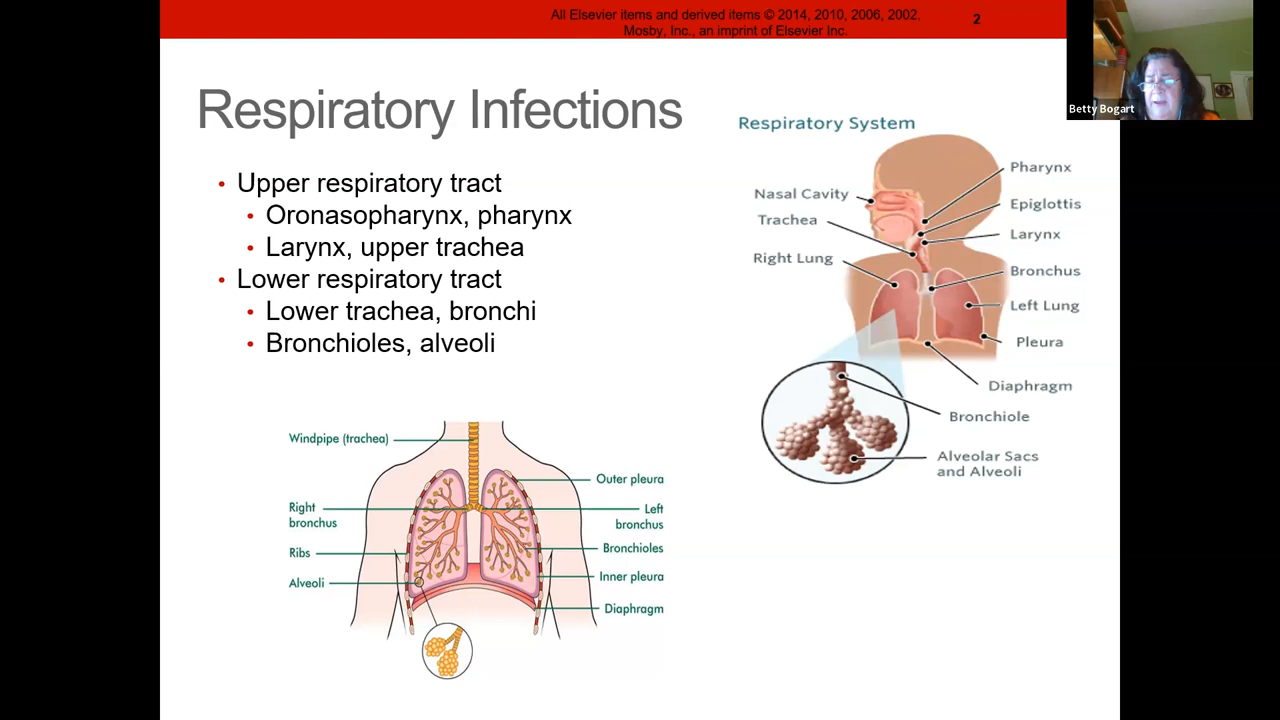 All Elsevier items and derived items © 2014, 2010, 2006, 2002,
Mosby, Inc., an imprint of Elsevier Inc.
2
Betty Bogart
Respiratory Infections
• Upper respiratory tract
• Oronasopharynx, pharynx
• Larynx, upper trachea
• Lower respiratory tract
• Lower trachea, bronchi
• Bronchioles, alveoli
Respiratory System
Nasal Cavity
Trachea
Right Lung
Pharynx
Epiglottis
Larynx
Bronchus
Left Lung
Pleura
Diaphragm
Bronchiole
Alveolar Sacs
and Alveoli
Windpipe (trachea)
Right
bronchus
Ribs
Alveoli
Outer pleura
Left
bronchus
Bronchioles
Inner pleura
Diaphragm